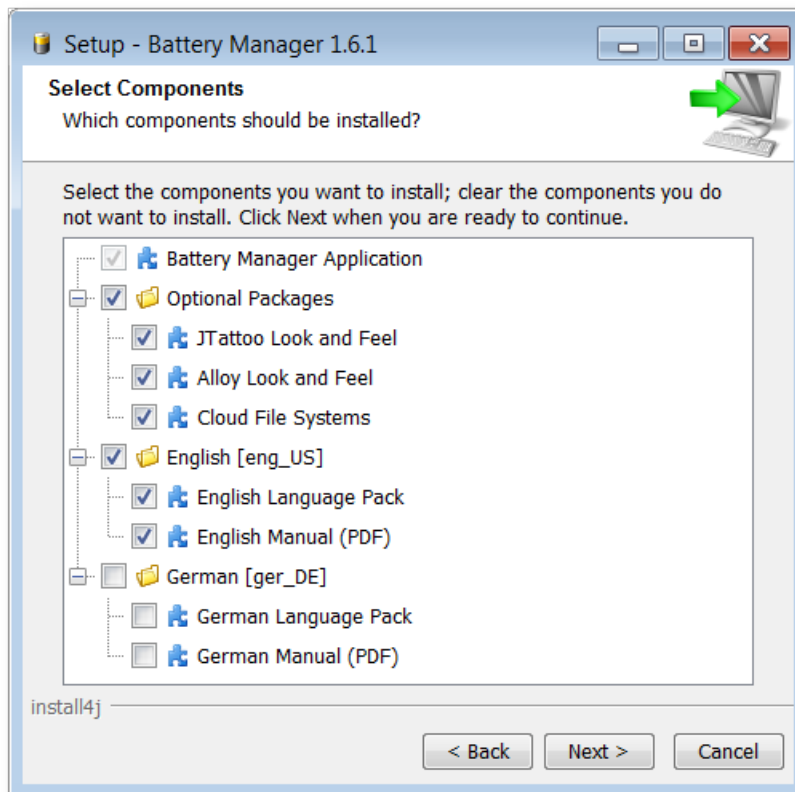 Setup - Battery Manager 1.6.1
Select Components
Which components should be installed?
Select the components you want to install; clear the components you do
not want to install. Click Next when you are ready to continue.
Battery Manager Application
Optional Packages
JTattoo Look and Feel
Alloy Look and Feel
Cloud File Systems
English [eng_US]
English Language Pack
English Manual (PDF)
German [ger_DE]
German Language Pack
German Manual (PDF)
install4j
< Back Next > Cancel